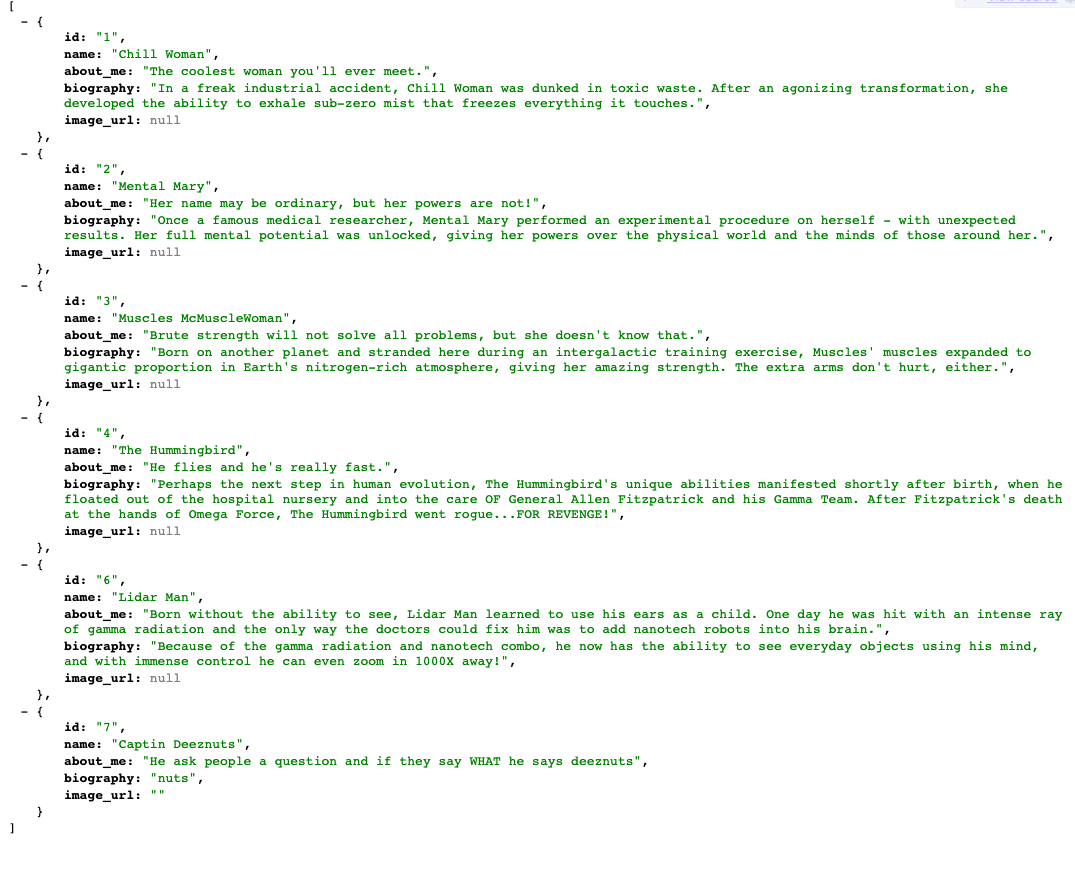 [
- {
id: "1",
name: "Chill Woman",
about_me: "The coolest woman you'll ever meet.",
biography: "In a freak industrial accident, Chill Woman was dunked in toxic waste. After an agonizing transformation, she
developed the ability to exhale sub-zero mist that freezes everything it touches.",
image_url: null
},
- {
id: "2",
name: "Mental Mary",
about_me: "Her name may be ordinary, but her powers are not!",
biography: "Once a famous medical researcher, Mental Mary performed an experimental procedure on herself - with unexpected
results. Her full mental potential was unlocked, giving her powers over the physical world and the minds of those around her.",
image_url: null
},
- {
id: "3",
name: "Muscles McMuscleWoman",
about_me: "Brute strength will not solve all problems, but she doesn't know that.",
biography: "Born on another planet and stranded here during an intergalactic training exercise, Muscles' muscles expanded to
gigantic proportion in Earth's nitrogen-rich atmosphere, giving her amazing strength. The extra arms don't hurt, either.",
image_url: null
},
- {
id: "4",
name: "The Hummingbird",
about_me: "He flies and he's really fast.",
biography: "Perhaps the next step in human evolution, The Hummingbird's unique abilities manifested shortly after birth, when he
floated out of the hospital nursery and into the care OF General Allen Fitzpatrick and his Gamma Team. After Fitzpatrick's death
at the hands of Omega Force, The Hummingbird went rogue...FOR REVENGE!",
image_url: null
},
- {
id: "6",
name: "Lidar Man",
about_me: "Born without the ability to see, Lidar Man learned to use his ears as a child. One day he was hit with an intense ray
of gamma radiation and the only way the doctors could fix him was to add nanotech robots into his brain.",
biography: "Because of the gamma radiation and nanotech combo, he now has the ability to see everyday objects using his mind,
and with immense control he can even zoom in 1000X away!",
image_url: null
},
- {
id: "7",
name: "Captin Deeznuts",
about_me: "He ask people a question and if they say WHAT he says deeznuts",
biography: "nuts",
image_url: ""
}
]